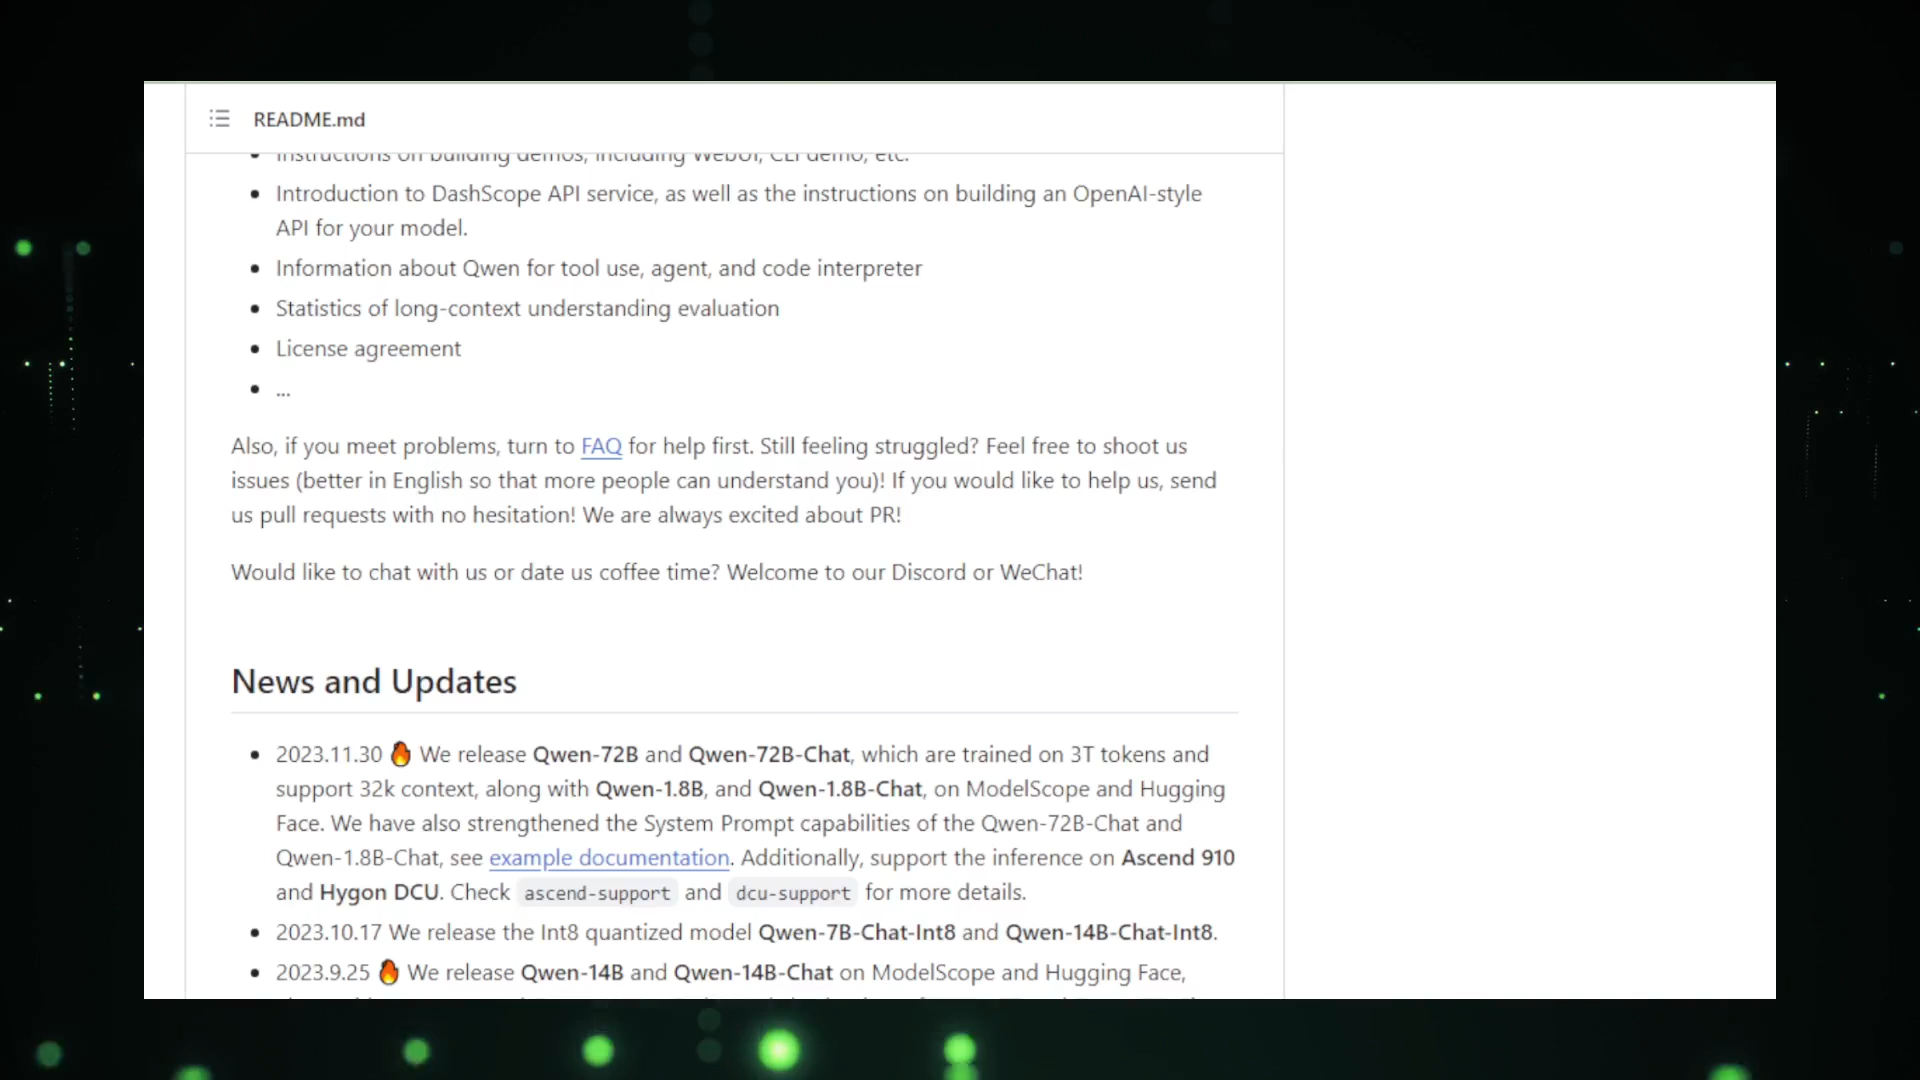 README.md
Instructions on building demos, including WebUI, CLI demo, etc.
Introduction to DashScope API service, as well as the instructions on building an OpenAI-style
API for your model.
Information about Qwen for tool use, agent, and code interpreter
Statistics of long-context understanding evaluation
License agreement
...
Also, if you meet problems, turn to FAQ for help first. Still feeling struggled? Feel free to shoot us
issues (better in English so that more people can understand you)! If you would like to help us, send
us pull requests with no hesitation! We are always excited about PR!
Would like to chat with us or date us coffee time? Welcome to our Discord or WeChat!
News and Updates
2023.11.30 🔥 We release Qwen-72B and Qwen-72B-Chat, which are trained on 3T tokens and
support 32k context, along with Qwen-1.8B, and Qwen-1.8B-Chat, on ModelScope and Hugging
Face. We have also strengthened the System Prompt capabilities of the Qwen-72B-Chat and
Qwen-1.8B-Chat, see example documentation. Additionally, support the inference on Ascend 910
and Hygon DCU. Check ascend-support and dcu-support for more details.
2023.10.17 We release the Int8 quantized model Qwen-7B-Chat-Int8 and Qwen-14B-Chat-Int8.
2023.9.25 🔥 We release Qwen-14B and Qwen-14B-Chat on ModelScope and Hugging Face,